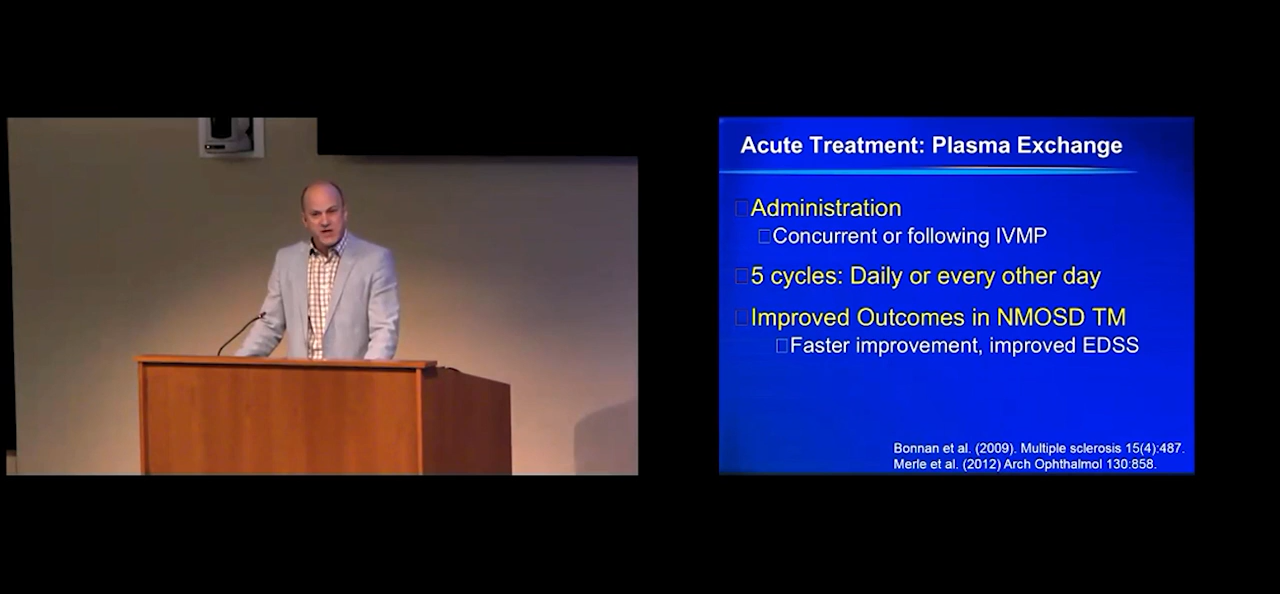 Acute Treatment: Plasma Exchange
Administration
Concurrent or following IVMP
5 cycles: Daily or every other day
Improved Outcomes in NMOSD TM
Faster improvement, improved EDSS
Bonnan et al. (2009). Multiple sclerosis 15(4):487.
Merle et al. (2012) Arch Ophthalmol 130:858.